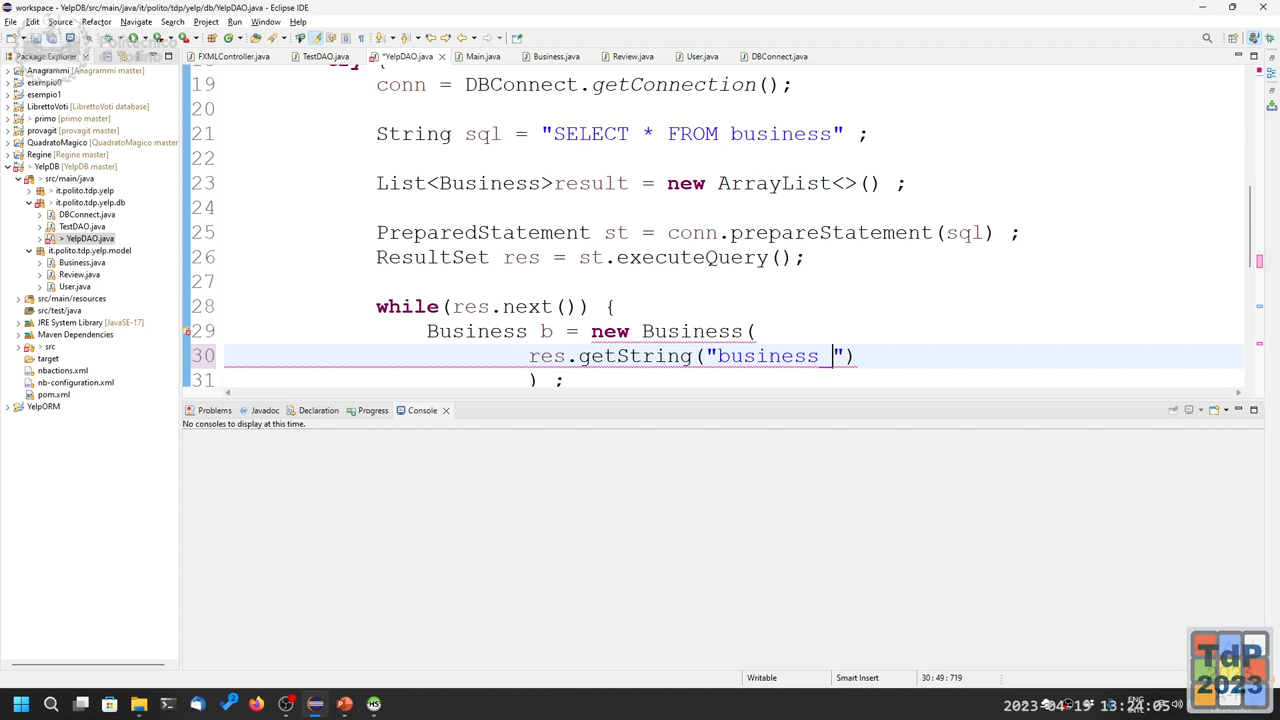 workspace - YelpDB/src/main/java/it/polito/tdp/yelp/db/YelpDAO.java - Eclipse IDE
File Edit Source Refactor Navigate Search Project Run Window Help
Package Explorer
FXMLController.java TestDAO.java *YelpDAO.java Main.java Business.java Review.java User.java DBConnect.java
Anagrammi [Anagrammi master]
esempio0
esempio1
LibrettoVoti [LibrettoVoti database]
> primo [primo master]
provagit [provagit master]
QuadratoMagico [QuadratoMagico master]
Regine [Regine master]
YelpDB [YelpDB master]
> src/main/java
> it.polito.tdp.yelp
> it.polito.tdp.yelp.db
DBConnect.java
TestDAO.java
> YelpDAO.java
it.polito.tdp.yelp.model
Business.java
Review.java
User.java
src/main/resources
src/test/java
JRE System Library [JavaSE-17]
Maven Dependencies
> src
target
nbactions.xml
nb-configuration.xml
pom.xml
YelpORM
19 conn = DBConnect.getConnection();
20
21 String sql = "SELECT * FROM business" ;
22
23 List<Business>result = new ArrayList<>() ;
24
25 PreparedStatement st = conn.prepareStatement(sql) ;
26 ResultSet res = st.executeQuery();
27
28 while(res.next()) {
29 Business b = new Business(
30 res.getString("business_")
31 ) ;
Problems Javadoc Declaration Progress Console
No consoles to display at this time.
Writable Smart Insert 30 : 49 : 719
TdP
2023
ENG
2023-04-19 13:24:05